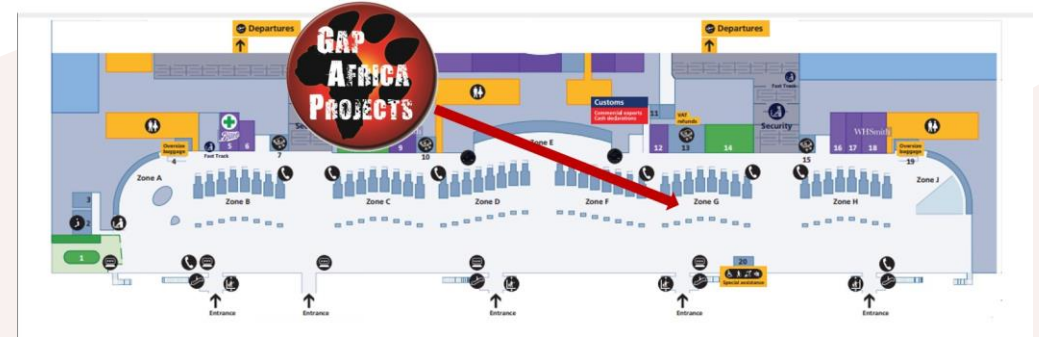 Departures
Departures
GAP
AFRICA
PROJECTS
Fast Track
Customs
Commercial exports
Cash declarations
11
VAT
refunds
Security
WHSmith
Oversize
baggage
4
Fast Track
Boots
5
6
7
9
10
Zone E
12
13
14
15
16
17
18
Oversize
baggage
19
Zone A
Zone B
Zone C
Zone D
Zone F
Zone G
Zone H
Zone J
3
2
1
20
Special assistance
Entrance
Entrance
Entrance
Entrance
Entrance